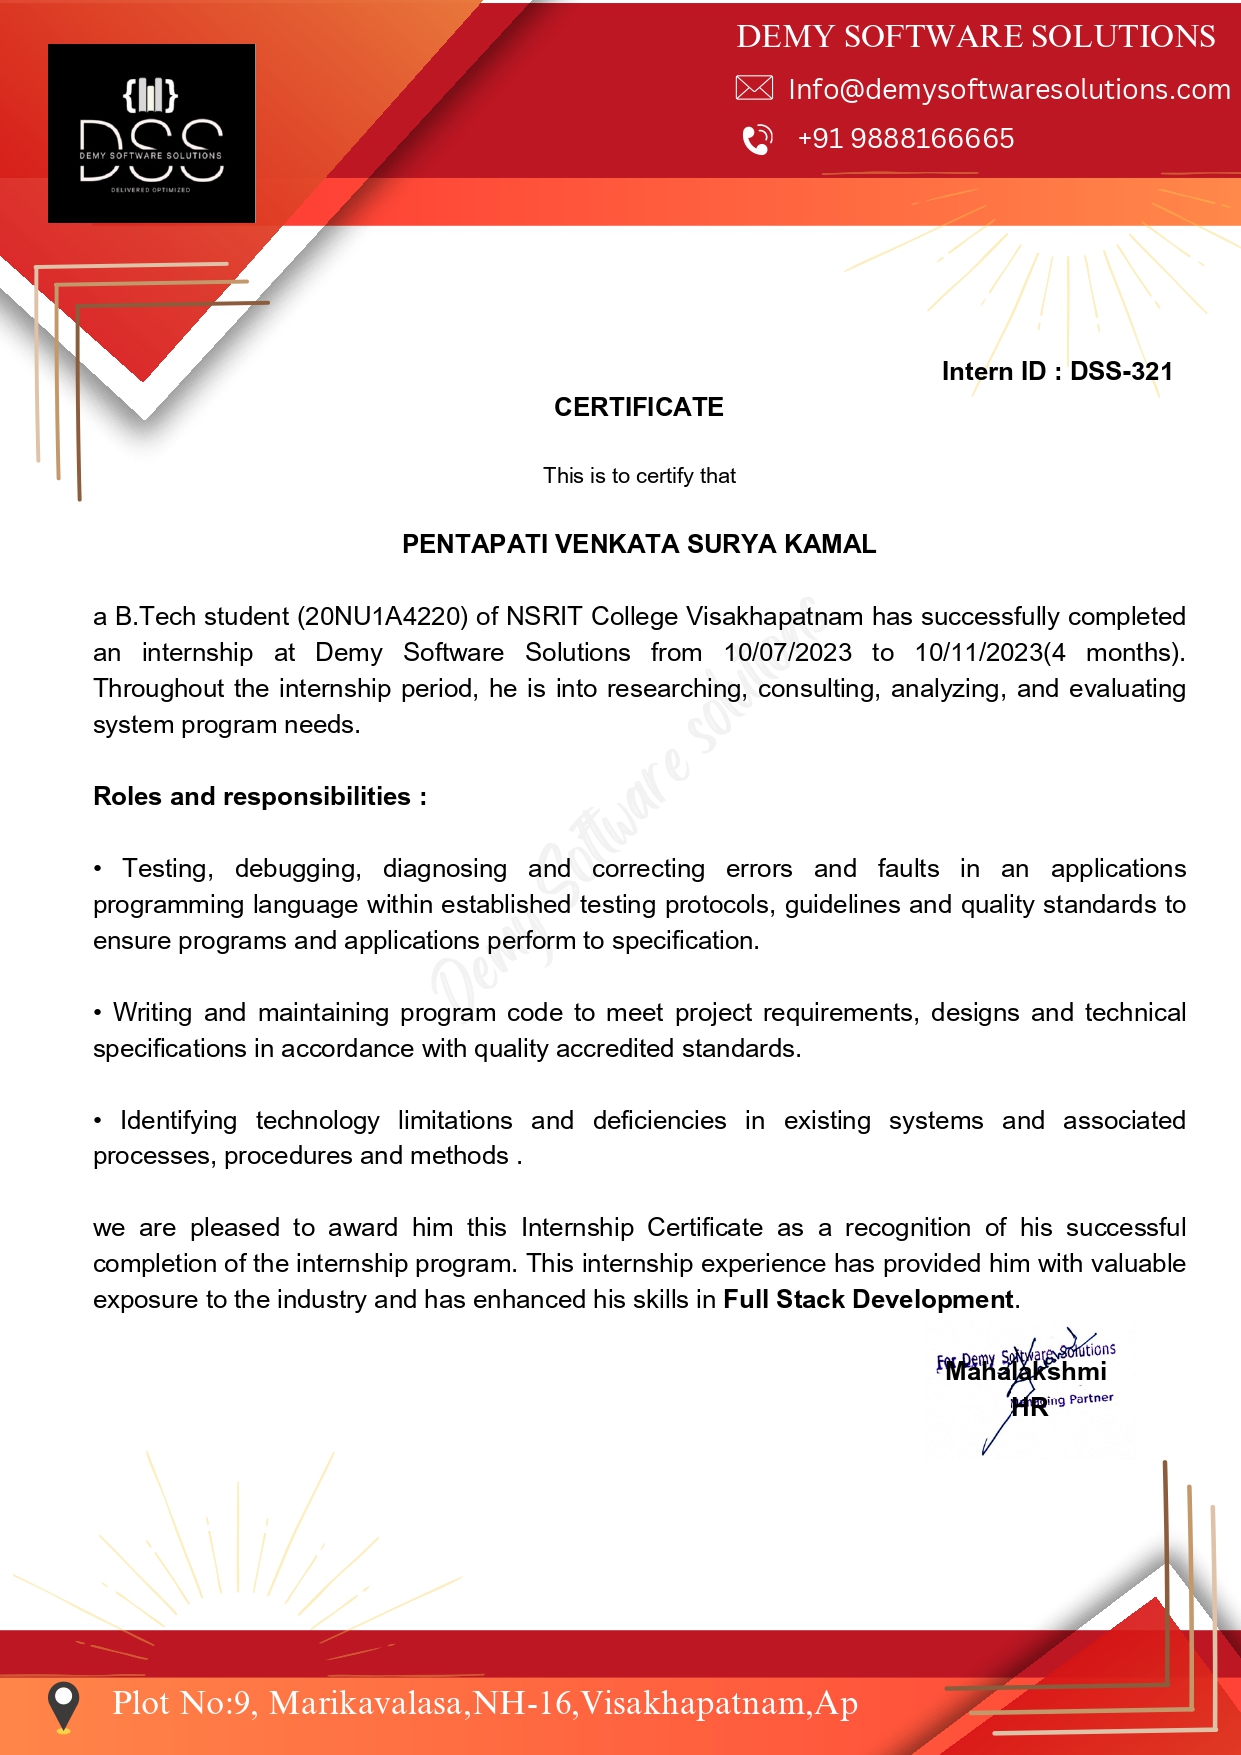 DEMY SOFTWARE SOLUTIONS
Info@demysoftwaresolutions.com
+91 9888166665
{ }
DSS
DEMY SOFTWARE SOLUTIONS
DELIVERED OPTIMIZED
Intern ID : DSS-321
CERTIFICATE
This is to certify that
PENTAPATI VENKATA SURYA KAMAL
a B.Tech student (20NU1A4220) of NSRIT College Visakhapatnam has successfully completed
an internship at Demy Software Solutions from 10/07/2023 to 10/11/2023(4 months).
Throughout the internship period, he is into researching, consulting, analyzing, and evaluating
system program needs.
Roles and responsibilities :
• Testing, debugging, diagnosing and correcting errors and faults in an applications
programming language within established testing protocols, guidelines and quality standards to
ensure programs and applications perform to specification.
• Writing and maintaining program code to meet project requirements, designs and technical
specifications in accordance with quality accredited standards.
• Identifying technology limitations and deficiencies in existing systems and associated
processes, procedures and methods .
we are pleased to award him this Internship Certificate as a recognition of his successful
completion of the internship program. This internship experience has provided him with valuable
exposure to the industry and has enhanced his skills in Full Stack Development.
Demy Software solutions
For Demy Software Solutions
Mahalakshmi
Managing Partner
HR
Plot No:9, Marikavalasa,NH-16,Visakhapatnam,Ap